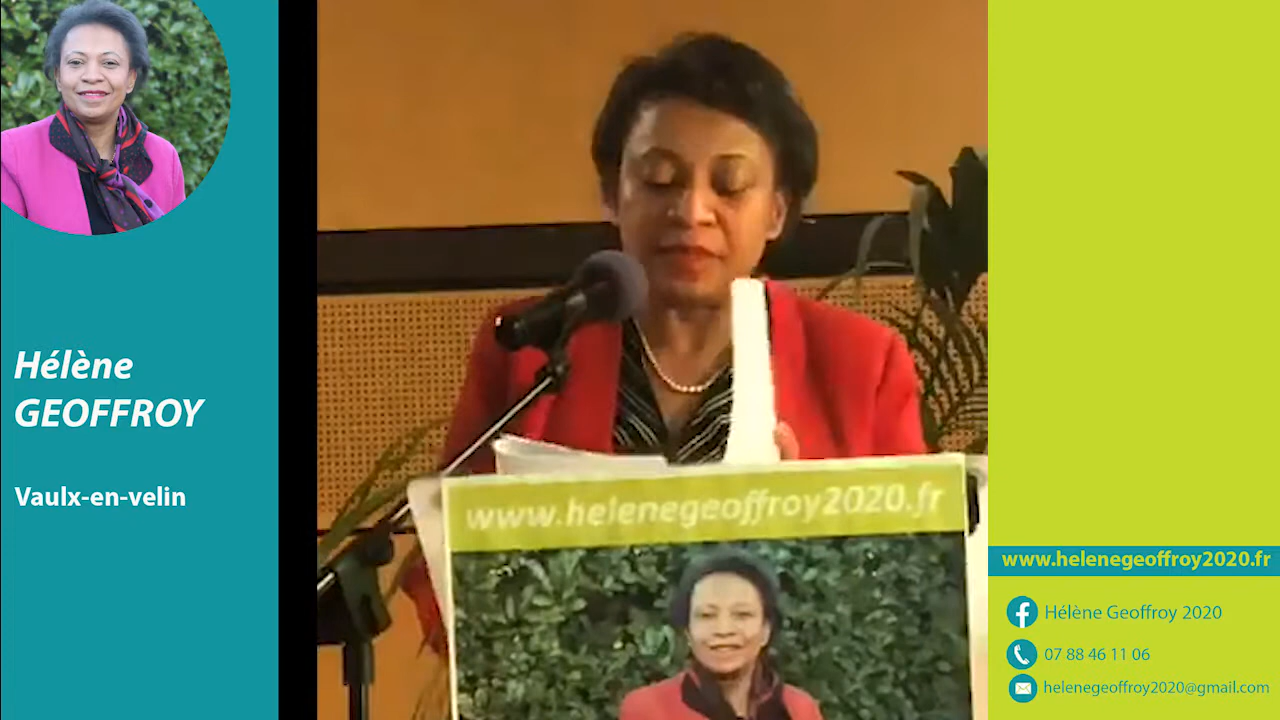 Hélène
GEOFFROY
Vaulx-en-velin
www.helenegeoffroy2020.fr
www.helenegeoffroy2020.fr
Hélène Geoffroy 2020
07 88 46 11 06
helenegeoffroy2020@gmail.com